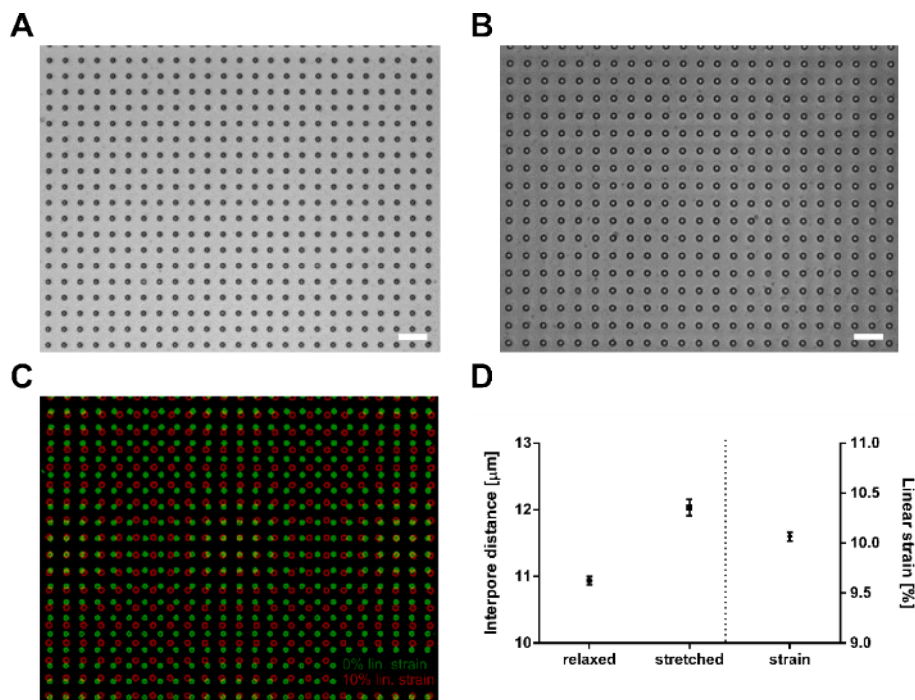 A
B
C
0% lin. strain
10% lin. strain
D
Interpore distance [μm]
13
12
11
10
relaxed
stretched
strain
11.0
10.5
10.0
9.5
9.0
Linear strain [%]